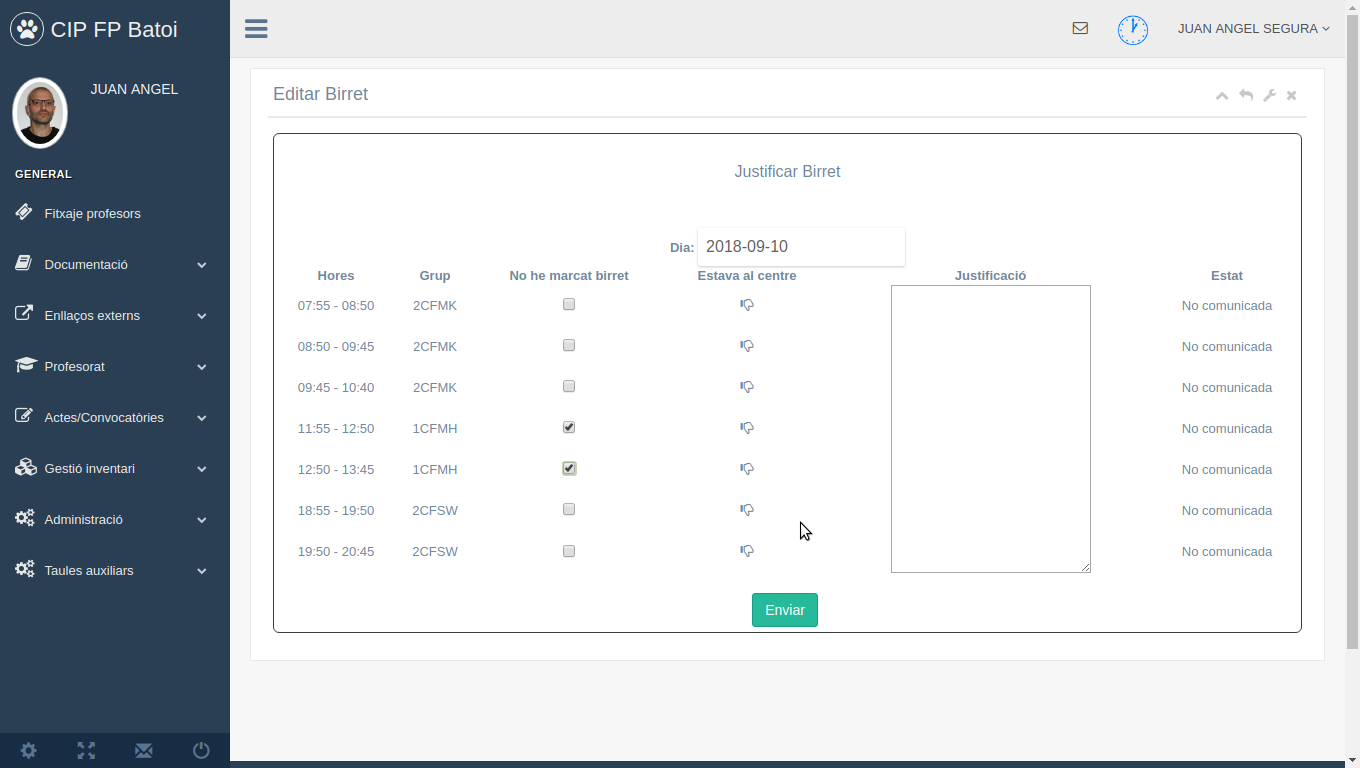 CIP FP Batoi
JUAN ANGEL SEGURA
JUAN ANGEL
GENERAL
Fitxaje profesors
Documentació
Enllaços externs
Profesorat
Actes/Convocatòries
Gestió inventari
Administració
Taules auxiliars
Editar Birret
Justificar Birret
Dia: 2018-09-10
Hores Grup No he marcat birret Estava al centre Justificació Estat
07:55 - 08:50 2CFMK No comunicada
08:50 - 09:45 2CFMK No comunicada
09:45 - 10:40 2CFMK No comunicada
11:55 - 12:50 1CFMH No comunicada
12:50 - 13:45 1CFMH No comunicada
18:55 - 19:50 2CFSW No comunicada
19:50 - 20:45 2CFSW No comunicada
Enviar